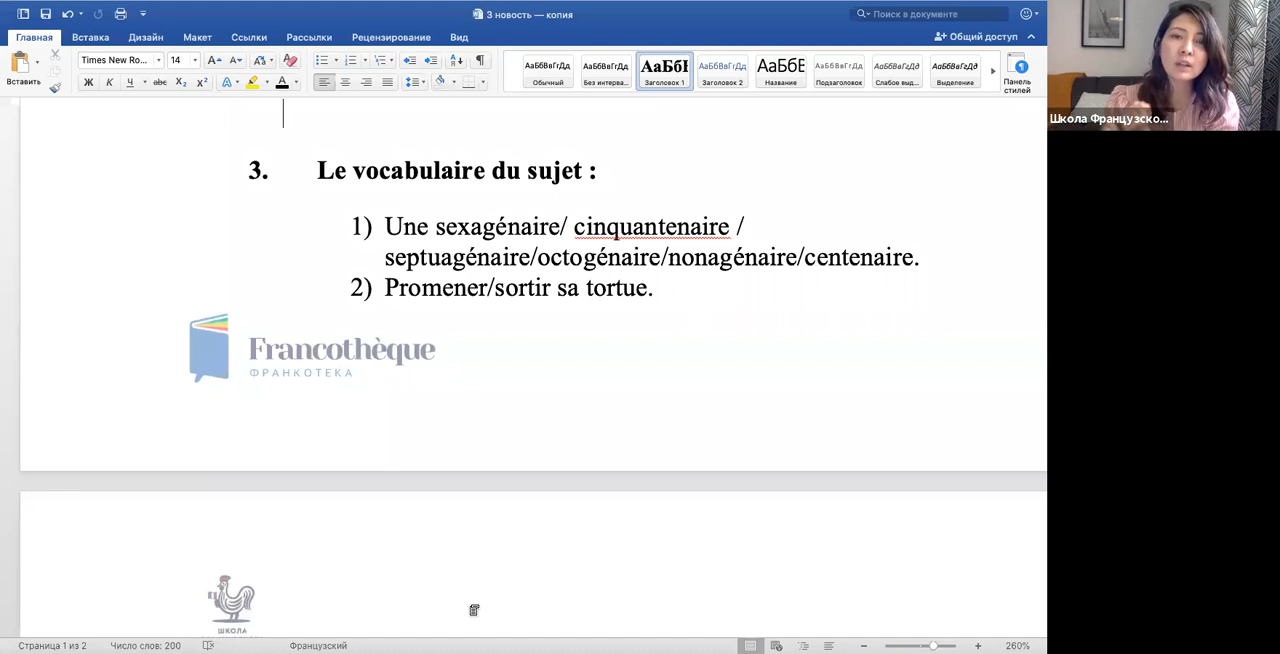 3 новость — копия
Поиск в документе
Главная Вставка Дизайн Макет Ссылки Рассылки Рецензирование Вид
Общий доступ
Вставить
Times New Ro... 14
Ж К Ч abc X₂ X²
АаБбВвГгДд АаБбВвГгДд АаБбІ АаБбВвГгДд АаБбЕ АаБбВвГгДд АаБбВвГгДд АаБбВвГгДд
Обычный Без интерва... Заголовок 1 Заголовок 2 Название Подзаголовок Слабое выд... Выделение
Панель
стилей
Школа Французско...
3. Le vocabulaire du sujet :
1) Une sexagénaire/ cinquantenaire /
septuagénaire/octogénaire/nonagénaire/centenaire.
2) Promener/sortir sa tortue.
Francothèque
ФРАНКОТЕКА
ШКОЛА
Страница 1 из 2 Число слов: 200 Французский 260%